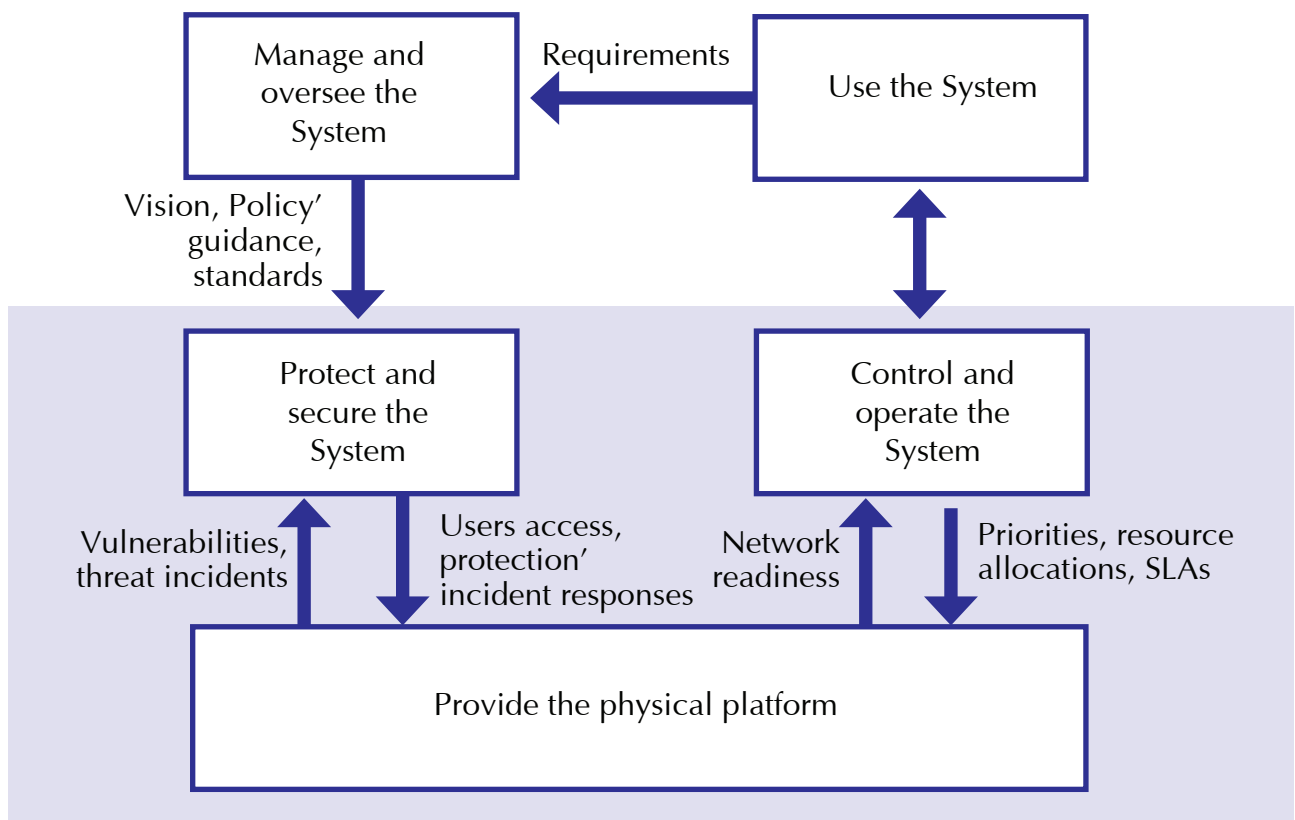 Manage and
oversee the
System
Requirements
Use the System
Vision, Policy’
guidance,
standards
Protect and
secure the
System
Control and
operate the
System
Vulnerabilities,
threat incidents
Users access,
protection’
incident responses
Network
readiness
Priorities, resource
allocations, SLAs
Provide the physical platform